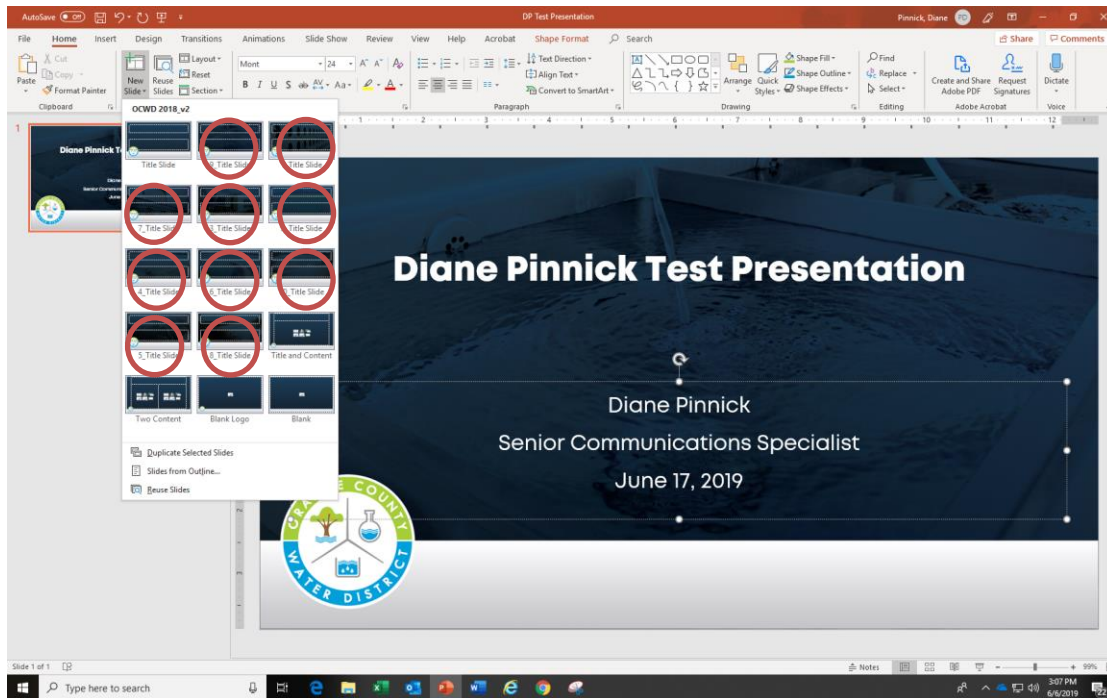 AutoSave Off DP Test Presentation Pinnick, Diane PD
File Home Insert Design Transitions Animations Slide Show Review View Help Acrobat Shape Format Search Share Comments
Cut
Copy
Format Painter
Paste
New Slide Reuse Slides
Layout
Reset
Section
Mont 24
Text Direction
Align Text
Convert to SmartArt
Arrange Quick Styles
Shape Fill
Shape Outline
Shape Effects
Find
Replace
Select
Create and Share Adobe PDF
Request Signatures
Dictate
Clipboard Paragraph Drawing Editing Adobe Acrobat Voice
OCWD 2018_v2
Title Slide 9_Title Slide Title Slide
7_Title Slide 3_Title Slide Title Slide
4_Title Slide 6_Title Slide Title Slide
5_Title Slide 8_Title Slide Title and Content
Two Content Blank Logo Blank
Duplicate Selected Slides
Slides from Outline...
Reuse Slides
1
Diane Pinnick Test Presentation
Diane Pinnick
Senior Communications Specialist
June 17, 2019
WATER DISTRICT
Slide 1 of 1 Notes 99%
Type here to search
3:07 PM
6/6/2019